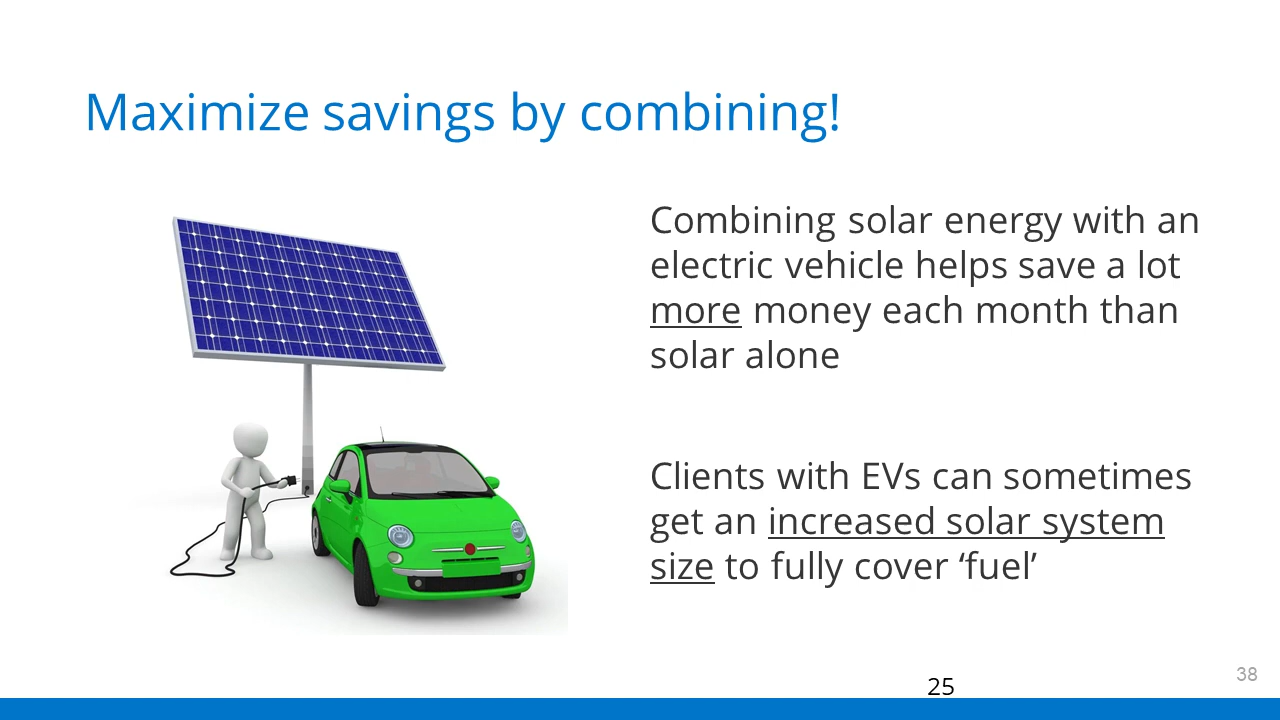 Maximize savings by combining!
Combining solar energy with an
electric vehicle helps save a lot
more money each month than
solar alone
Clients with EVs can sometimes
get an increased solar system
size to fully cover ‘fuel’
25
38